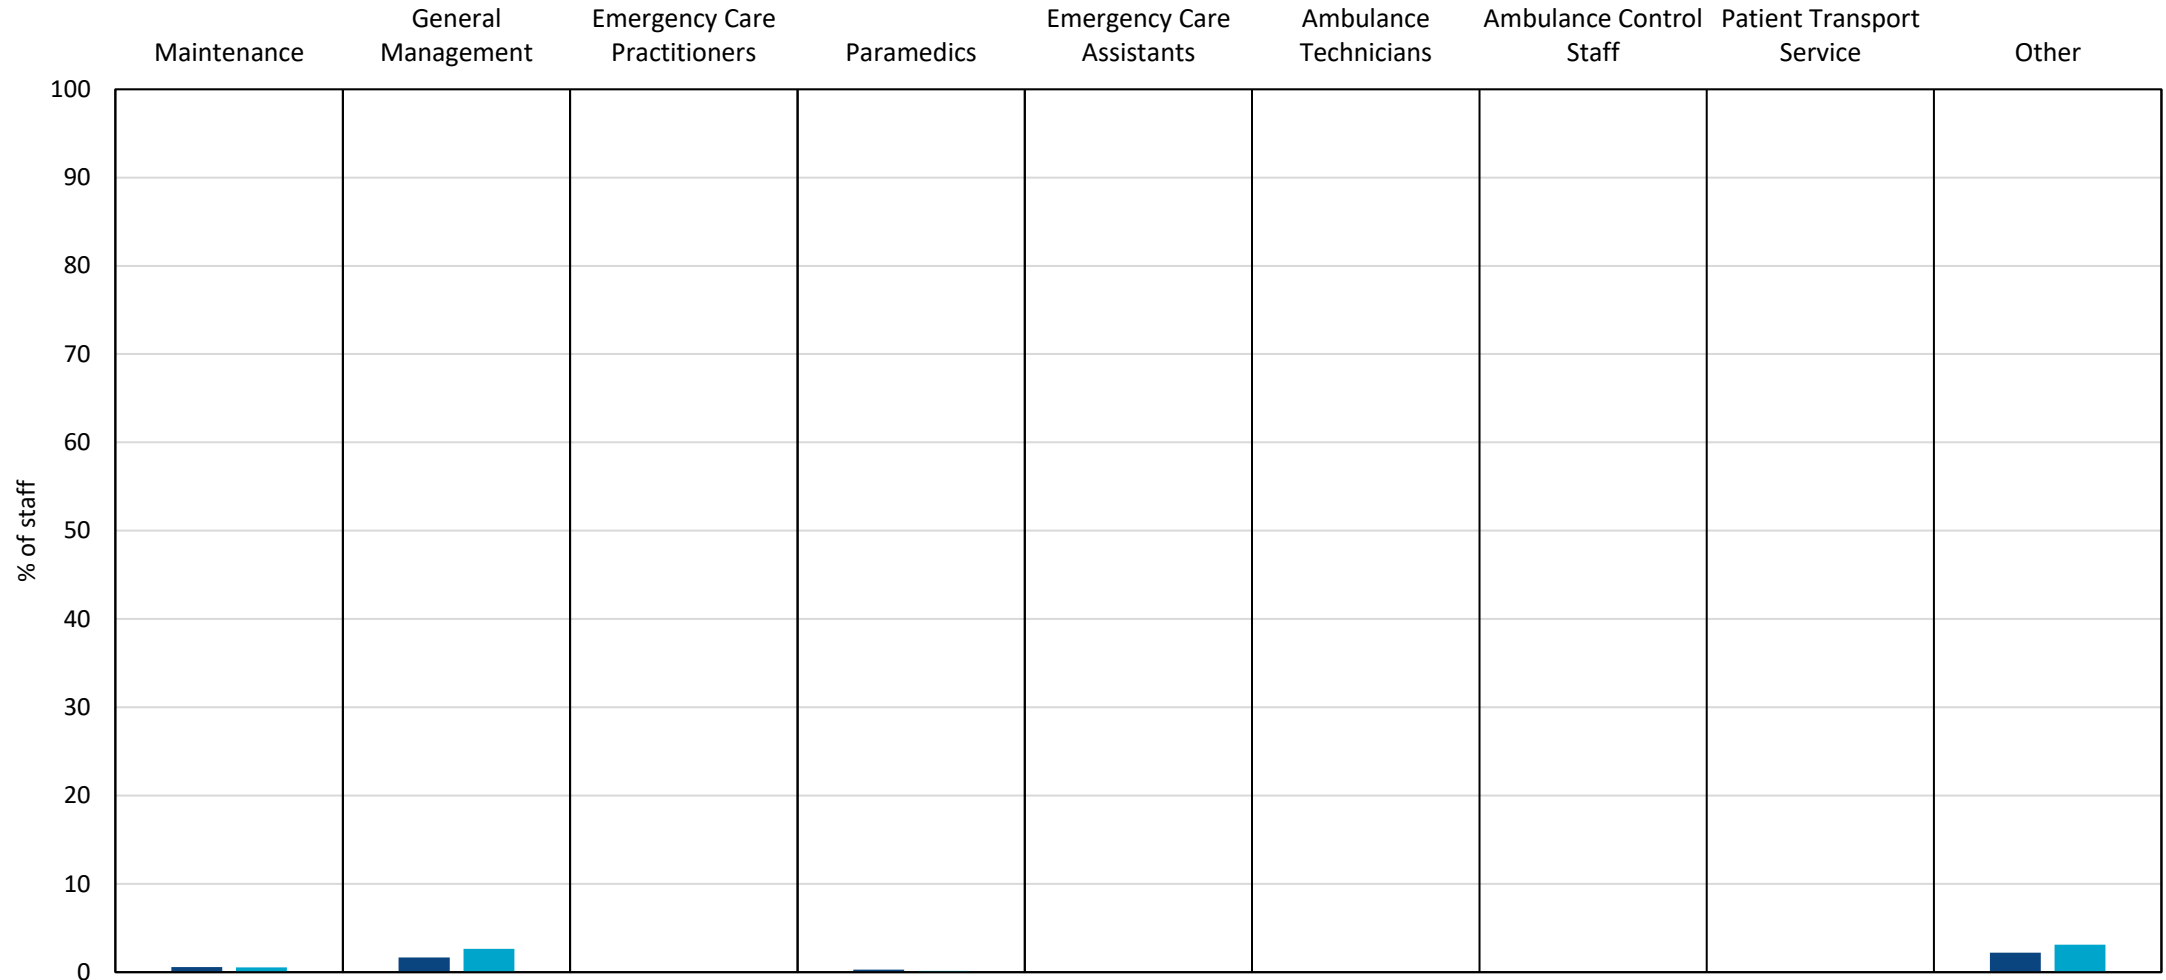 Maintenance
General
Management
Emergency Care
Practitioners
Paramedics
Emergency Care
Assistants
Ambulance
Technicians
Ambulance Control
Staff
Patient Transport
Service
Other
100
90
80
70
60
50
40
30
20
10
0
% of staff